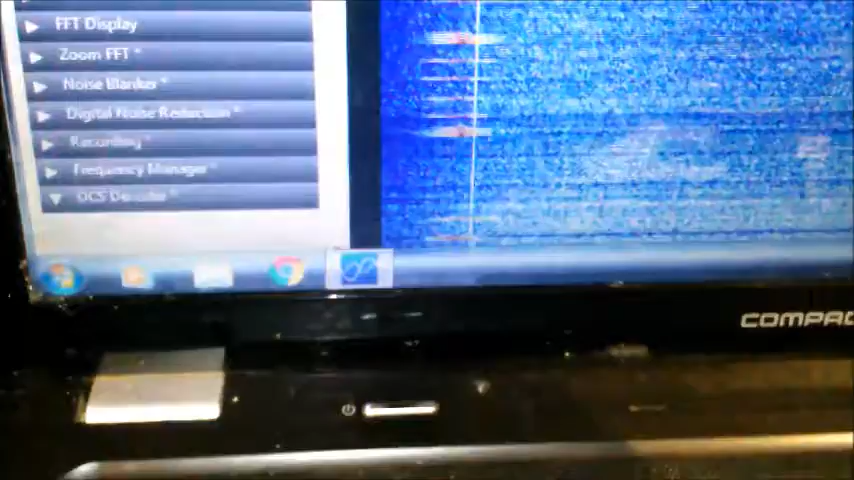 FFT Display
Zoom FFT *
Noise Blanker *
Digital Noise Reduction *
Recording *
Frequency Manager *
DCS Decoder *
COMPAQ